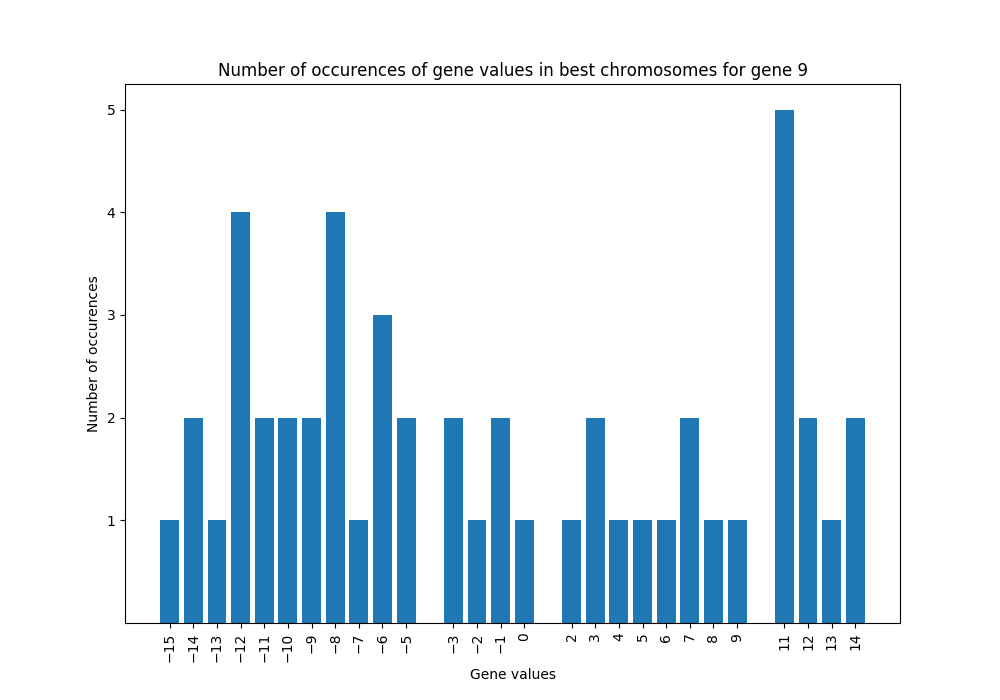 Number of occurences of gene values in best chromosomes for gene 9
5
4
3
2
1
Number of occurences
−15 −14 −13 −12 −11 −10 −9 −8 −7 −6 −5 −3 −2 −1 0 2 3 4 5 6 7 8 9 11 12 13 14
Gene values